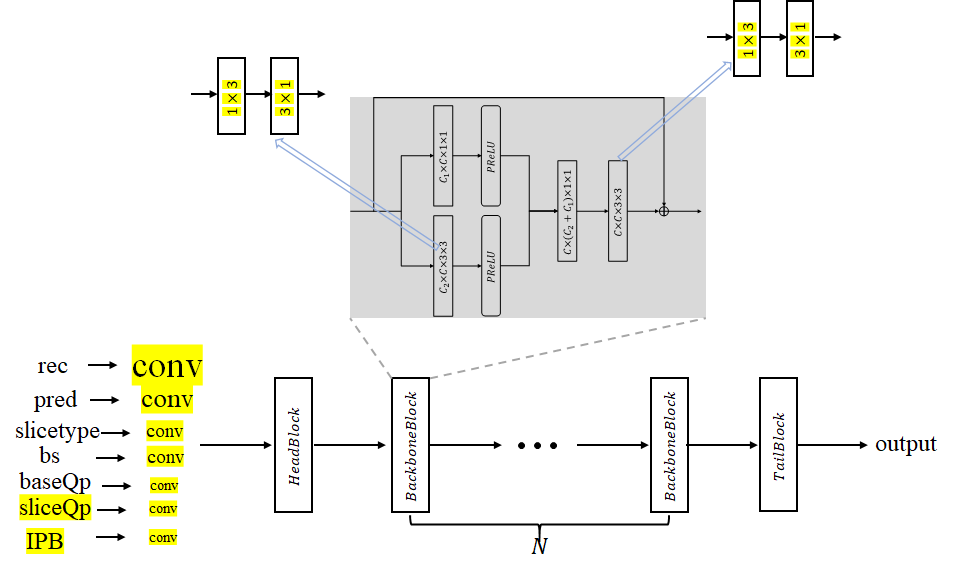 1×3
3×1
1×3
3×1
C₁×C×1×1
PReLU
C₂×C×3×3
PReLU
C×(C₂ + C₁)×1×1
C×C×3×3
rec
conv
pred
conv
slicetype
conv
bs
conv
baseQp
conv
sliceQp
conv
IPB
conv
HeadBlock
BackboneBlock
BackboneBlock
TailBlock
output
N